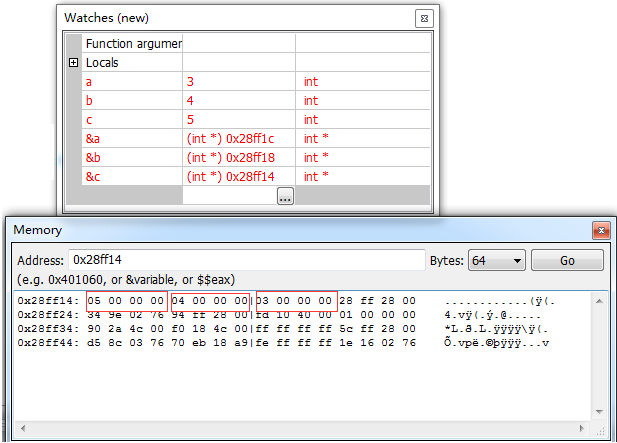 Watches (new)
Function argumer
Locals
a 3 int
b 4 int
c 5 int
&a (int *) 0x28ff1c int *
&b (int *) 0x28ff18 int *
&c (int *) 0x28ff14 int *
...
Memory
Address: 0x28ff14 Bytes: 64 Go
(e.g. 0x401060, or &variable, or $$eax)
0x28ff14: 05 00 00 00|04 00 00 00|03 00 00 00 28 ff 28 00 ............(ÿ(.
0x28ff24: 34 9e 02 76 94 ff 28 00|fd 10 40 00 01 00 00 00 4.vÿ(.ý.@.....
0x28ff34: 90 2a 4c 00 f0 18 4c 00|ff ff ff ff 5c ff 28 00 *L.ð.L.ÿÿÿÿ\ÿ(.
0x28ff44: d5 8c 03 76 70 eb 18 a9|fe ff ff ff 1e 16 02 76 Õ.vpë.©þÿÿÿ...v